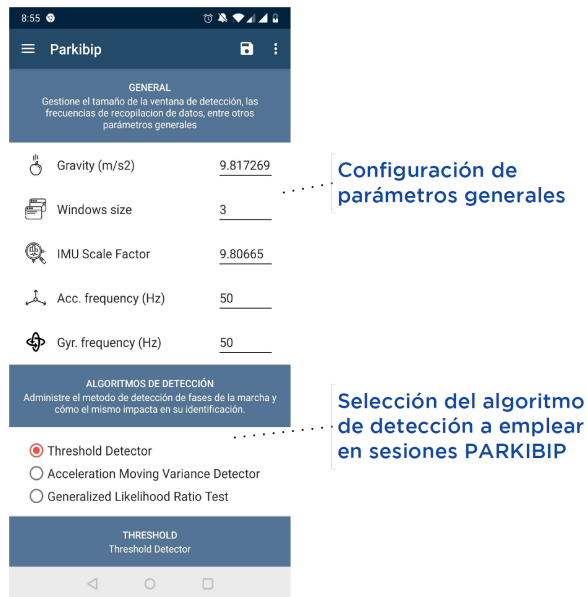 8:55
Parkibip
GENERAL
Gestione el tamaño de la ventana de detección, las
frecuencias de recopilacion de datos, entre otros
parámetros generales
Gravity (m/s2) 9.817269
Windows size 3
IMU Scale Factor 9.80665
Acc. frequency (Hz) 50
Gyr. frequency (Hz) 50
Configuración de
parámetros generales
ALGORITMOS DE DETECCIÓN
Administre el metodo de detección de fases de la marcha y
cómo el mismo impacta en su identificación.
Threshold Detector
Acceleration Moving Variance Detector
Generalized Likelihood Ratio Test
Selección del algoritmo
de detección a emplear
en sesiones PARKIBIP
THRESHOLD
Threshold Detector